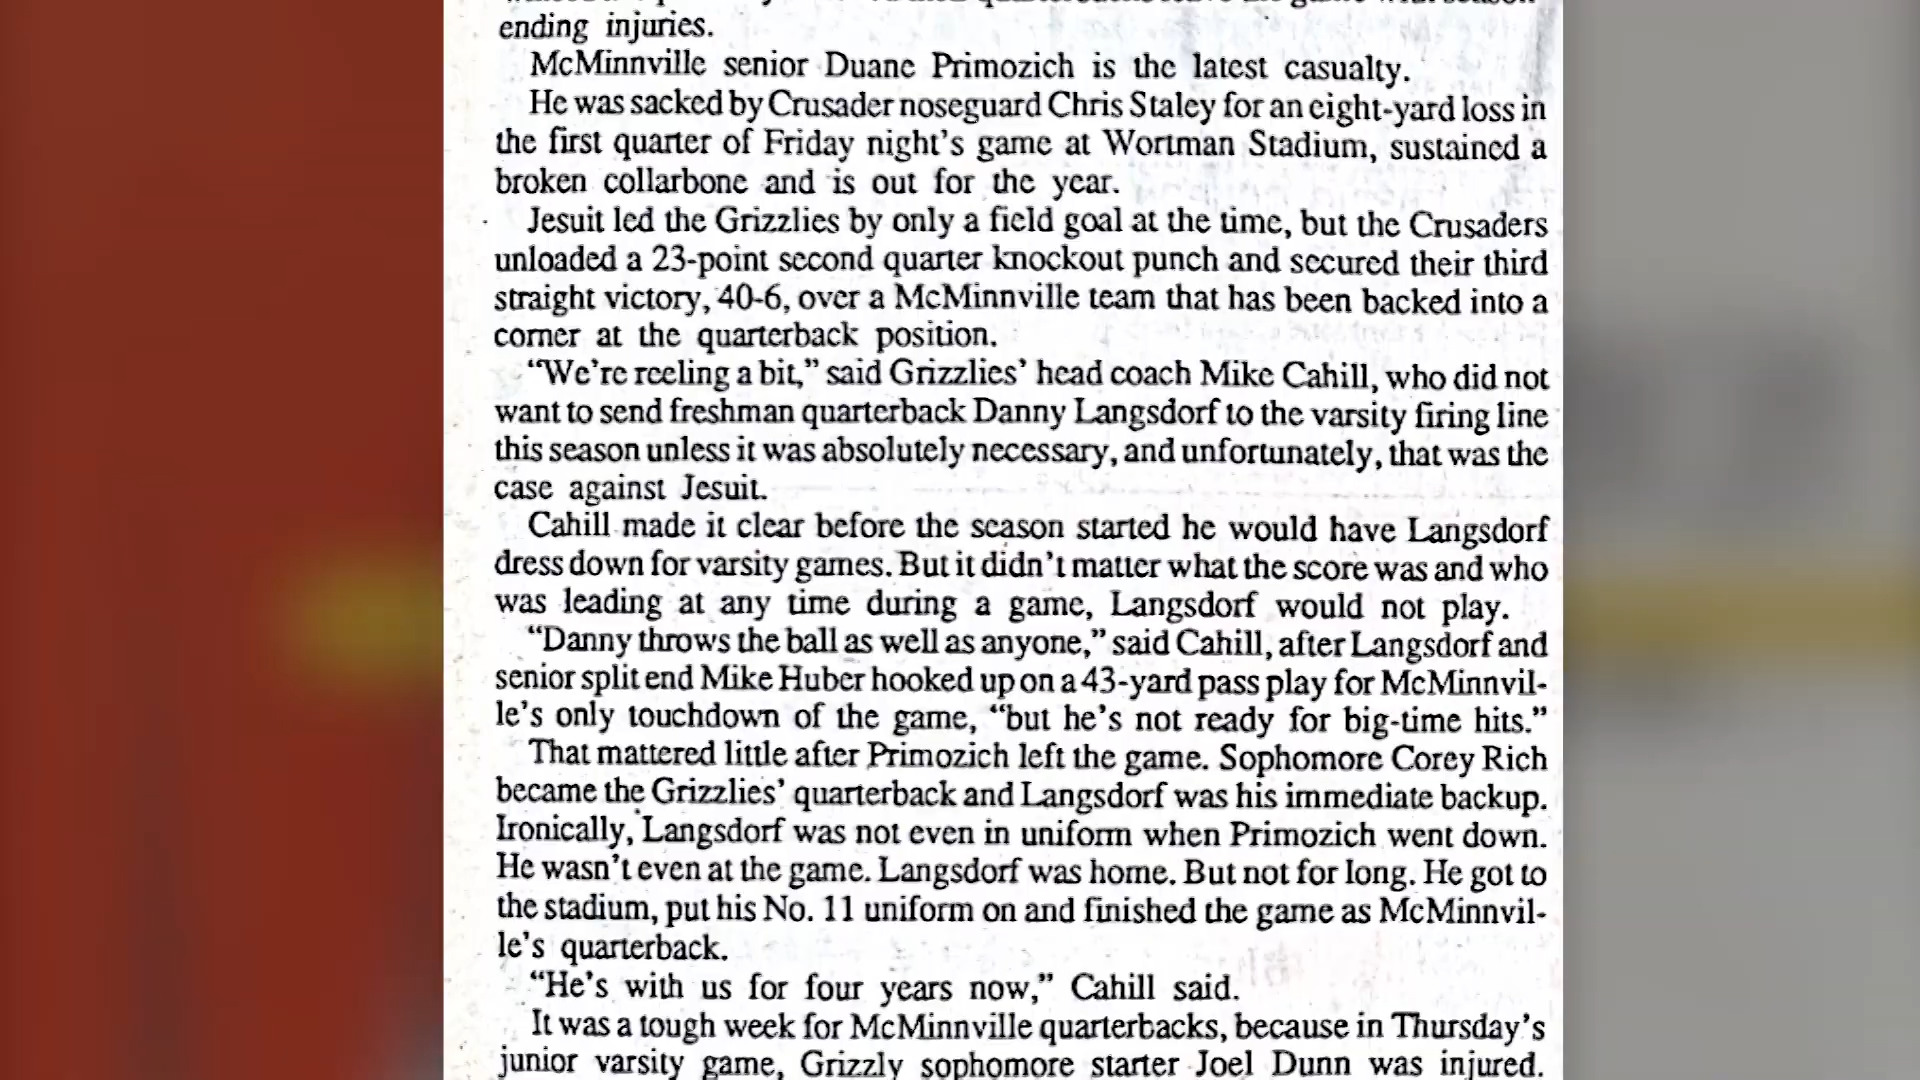 ending injuries.
McMinnville senior Duane Primozich is the latest casualty.
He was sacked by Crusader noseguard Chris Staley for an eight-yard loss in
the first quarter of Friday night's game at Wortman Stadium, sustained a
broken collarbone and is out for the year.
Jesuit led the Grizzlies by only a field goal at the time, but the Crusaders
unloaded a 23-point second quarter knockout punch and secured their third
straight victory, 40-6, over a McMinnville team that has been backed into a
corner at the quarterback position.
“We're reeling a bit,” said Grizzlies' head coach Mike Cahill, who did not
want to send freshman quarterback Danny Langsdorf to the varsity firing line
this season unless it was absolutely necessary, and unfortunately, that was the
case against Jesuit.
Cahill made it clear before the season started he would have Langsdorf
dress down for varsity games. But it didn't matter what the score was and who
was leading at any time during a game, Langsdorf would not play.
“Danny throws the ball as well as anyone,” said Cahill, after Langsdorf and
senior split end Mike Huber hooked up on a 43-yard pass play for McMinnvil-
le's only touchdown of the game, “but he's not ready for big-time hits.”
That mattered little after Primozich left the game. Sophomore Corey Rich
became the Grizzlies' quarterback and Langsdorf was his immediate backup.
Ironically, Langsdorf was not even in uniform when Primozich went down.
He wasn't even at the game. Langsdorf was home. But not for long. He got to
the stadium, put his No. 11 uniform on and finished the game as McMinnvil-
le's quarterback.
“He's with us for four years now,” Cahill said.
It was a tough week for McMinnville quarterbacks, because in Thursday's
junior varsity game, Grizzly sophomore starter Joel Dunn was injured.